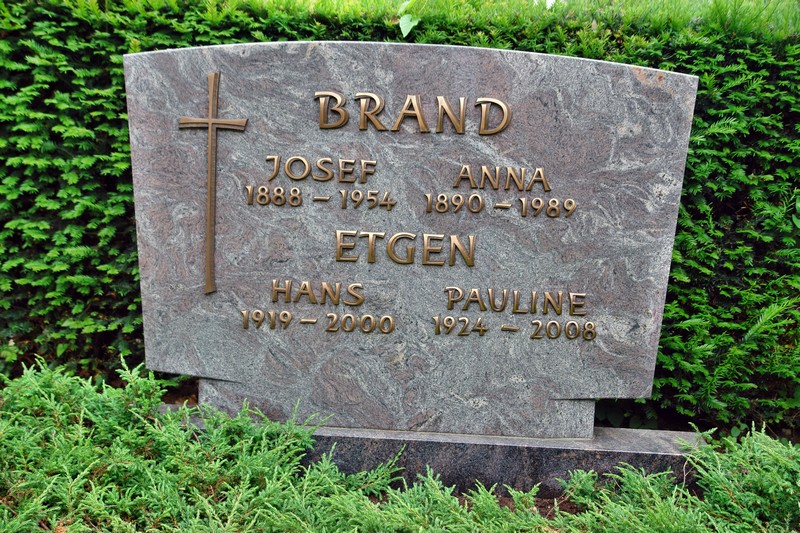 BRAND
JOSEF ANNA
1888 – 1954 1890 – 1989
ETGEN
HANS PAULINE
1919 – 2000 1924 – 2008